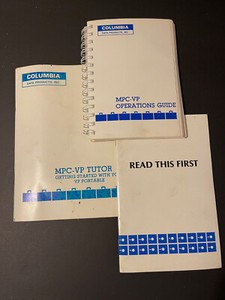 COLUMBIA
DATA PRODUCTS, INC.
MPC-VP
OPERATIONS GUIDE
COLUMBIA
DATA PRODUCTS, INC.
MPC-VP TUTOR
GETTING STARTED WITH YO
VP PORTABLE
READ THIS FIRST